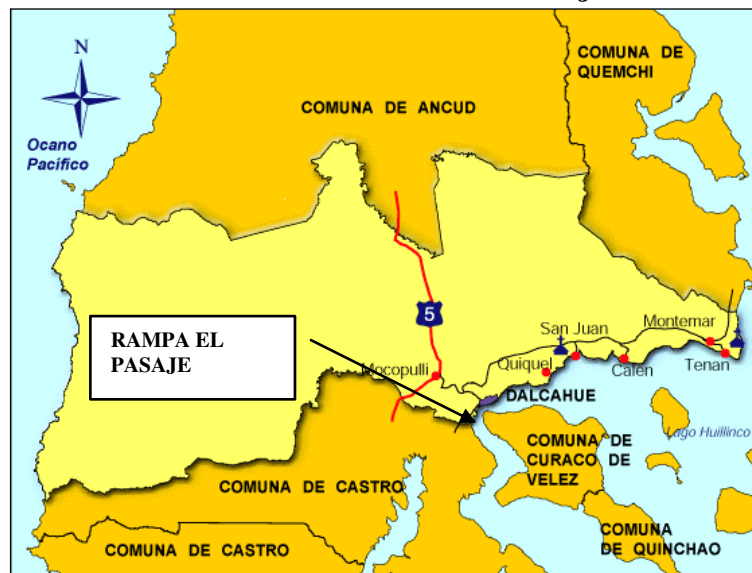 N
COMUNA DE
QUEMCHI
COMUNA DE ANCUD
Ocano
Pacífico
RAMPA EL
PASAJE
5
San Juan
Montemar
Mocopulli
Quiquel
Calen
Tenan
DALCAHUE
Lago Huillinco
COMUNA DE
CURACO DE
VELEZ
COMUNA DE CASTRO
COMUNA DE CASTRO
COMUNA
DE QUINCHAO